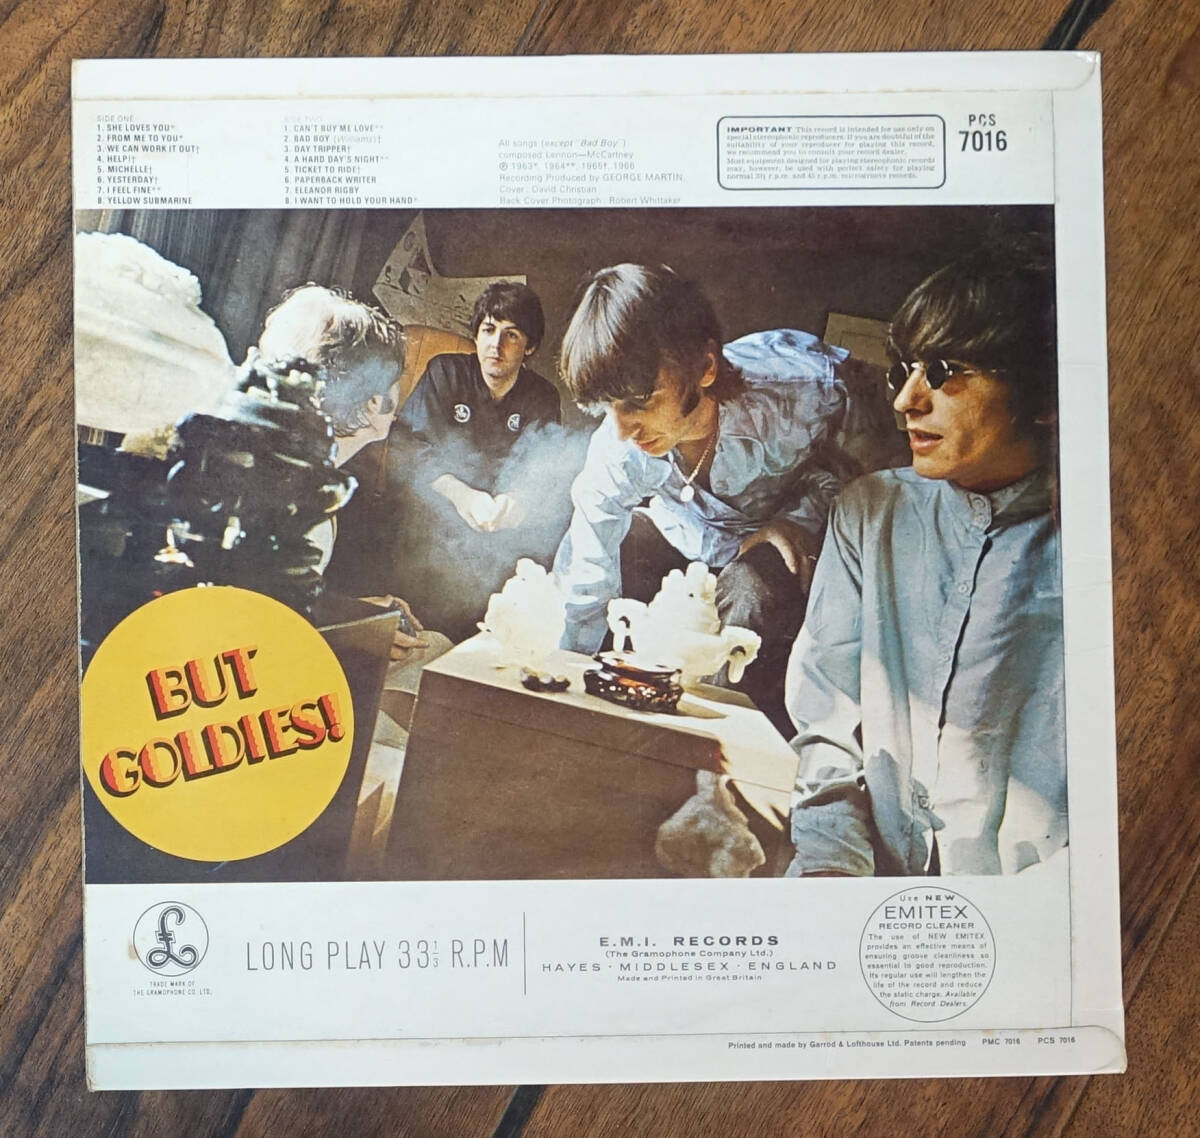 SIDE ONE
1. SHE LOVES YOU*
2. FROM ME TO YOU*
3. WE CAN WORK IT OUT†
4. HELP!†
5. MICHELLE†
6. YESTERDAY†
7. I FEEL FINE**
8. YELLOW SUBMARINE
SIDE TWO
1. CAN'T BUY ME LOVE**
2. BAD BOY (Williams)†
3. DAY TRIPPER†
4. A HARD DAY'S NIGHT**
5. TICKET TO RIDE†
6. PAPERBACK WRITER
7. ELEANOR RIGBY
8. I WANT TO HOLD YOUR HAND*
All songs (except "Bad Boy")
composed Lennon—McCartney
℗ 1963*, 1964**, 1965†, 1966
Recording Produced by GEORGE MARTIN.
Cover : David Christian
Back Cover Photograph : Robert Whittaker
IMPORTANT This record is intended for use only on
special stereophonic reproducers. If you are doubtful of the
suitability of your reproducer for playing this record,
we recommend you to consult your record dealer.
Most equipment designed for playing stereophonic records
may, however, be used with perfect safety for playing
normal 33⅓ r.p.m. and 45 r.p.m. microgroove records.
PCS
7016
BUT
GOLDIES!
£
TRADE MARK OF
THE GRAMOPHONE CO. LTD.
LONG PLAY 33⅓ R.P.M
E.M.I. RECORDS
(The Gramophone Company Ltd.)
HAYES · MIDDLESEX · ENGLAND
Made and Printed in Great Britain
Use NEW
EMITEX
RECORD CLEANER
The use of NEW EMITEX
provides an effective means of
ensuring groove cleanliness so
essential to good reproduction.
Its regular use will lengthen the
life of the record and reduce
the static charge. Available
from Record Dealers.
Printed and made by Garrod & Lofthouse Ltd. Patents pending PMC 7016 PCS 7016